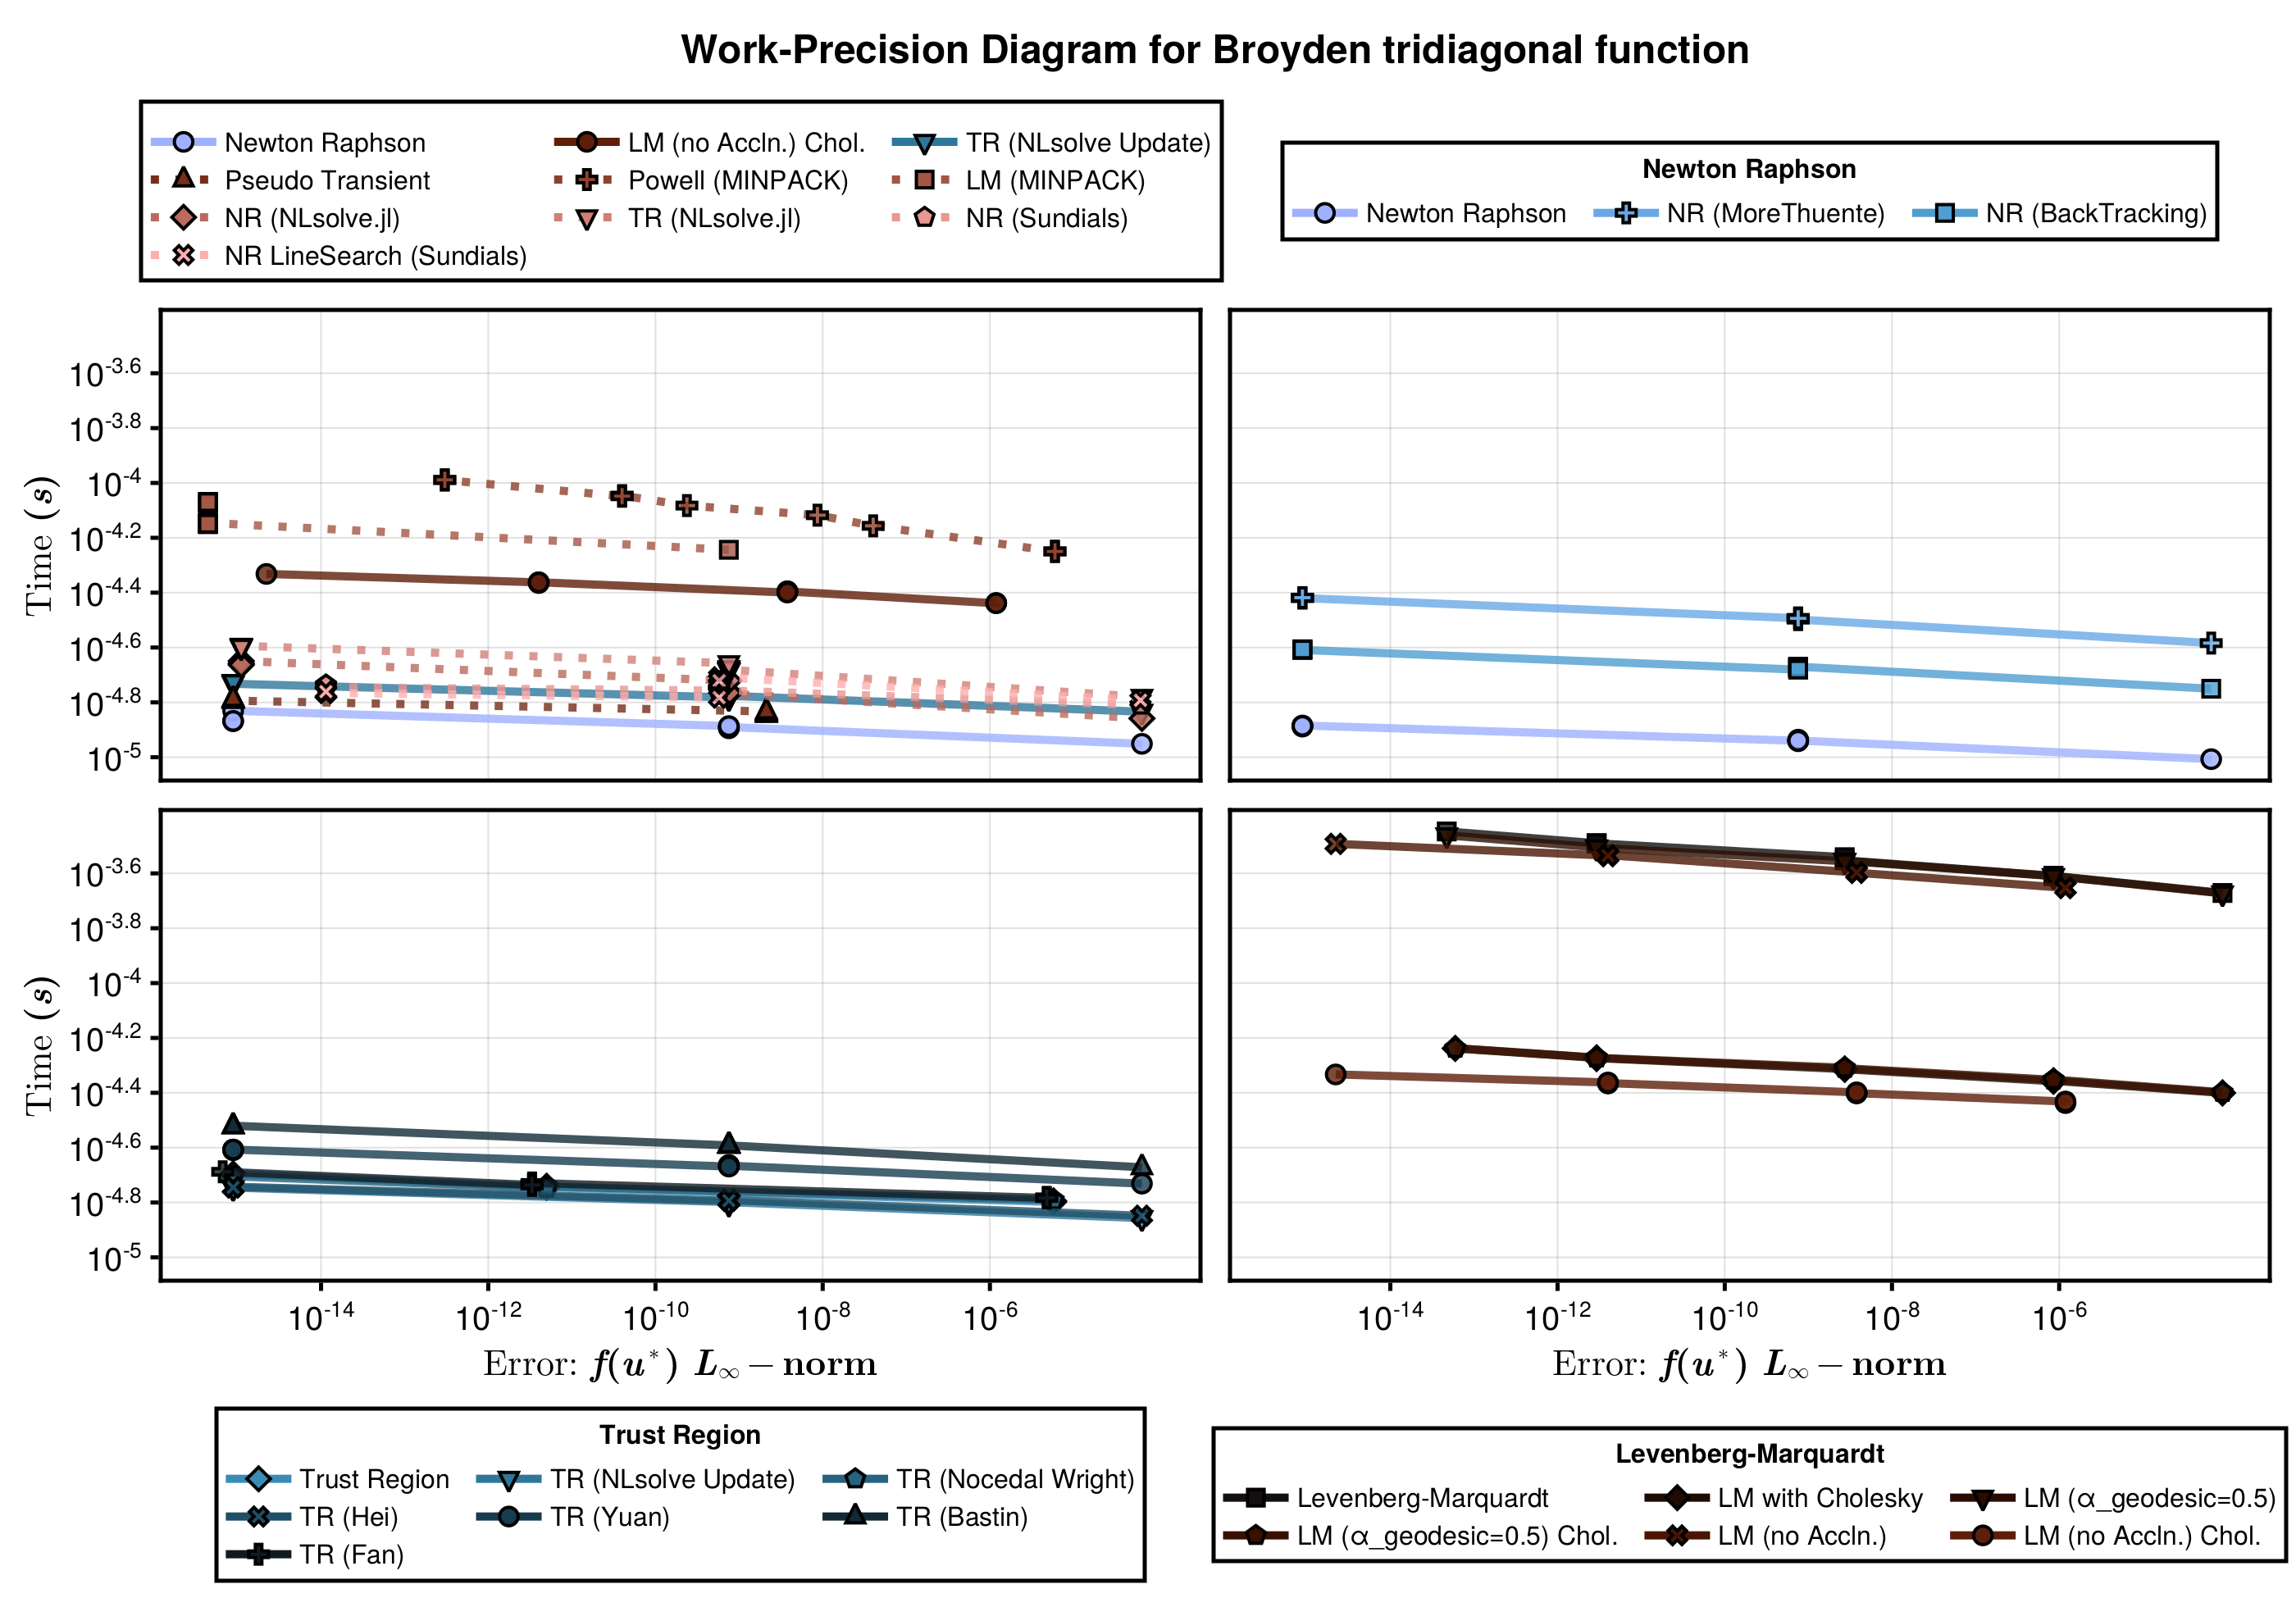 Work-Precision Diagram for Broyden tridiagonal function
Newton Raphson LM (no Accln.) Chol. TR (NLsolve Update)
Pseudo Transient Powell (MINPACK) LM (MINPACK)
NR (NLsolve.jl) TR (NLsolve.jl) NR (Sundials)
NR LineSearch (Sundials)
Newton Raphson
Newton Raphson NR (MoreThuente) NR (BackTracking)
10^-3.6
10^-3.8
10^-4
10^-4.2
10^-4.4
10^-4.6
10^-4.8
10^-5
Time (s)
10^-3.6
10^-3.8
10^-4
10^-4.2
10^-4.4
10^-4.6
10^-4.8
10^-5
Time (s)
10^-14 10^-12 10^-10 10^-8 10^-6
Error: f(u*) L∞ − norm
10^-14 10^-12 10^-10 10^-8 10^-6
Error: f(u*) L∞ − norm
Trust Region
Trust Region TR (NLsolve Update) TR (Nocedal Wright)
TR (Hei) TR (Yuan) TR (Bastin)
TR (Fan)
Levenberg-Marquardt
Levenberg-Marquardt LM with Cholesky LM (α_geodesic=0.5)
LM (α_geodesic=0.5) Chol. LM (no Accln.) LM (no Accln.) Chol.